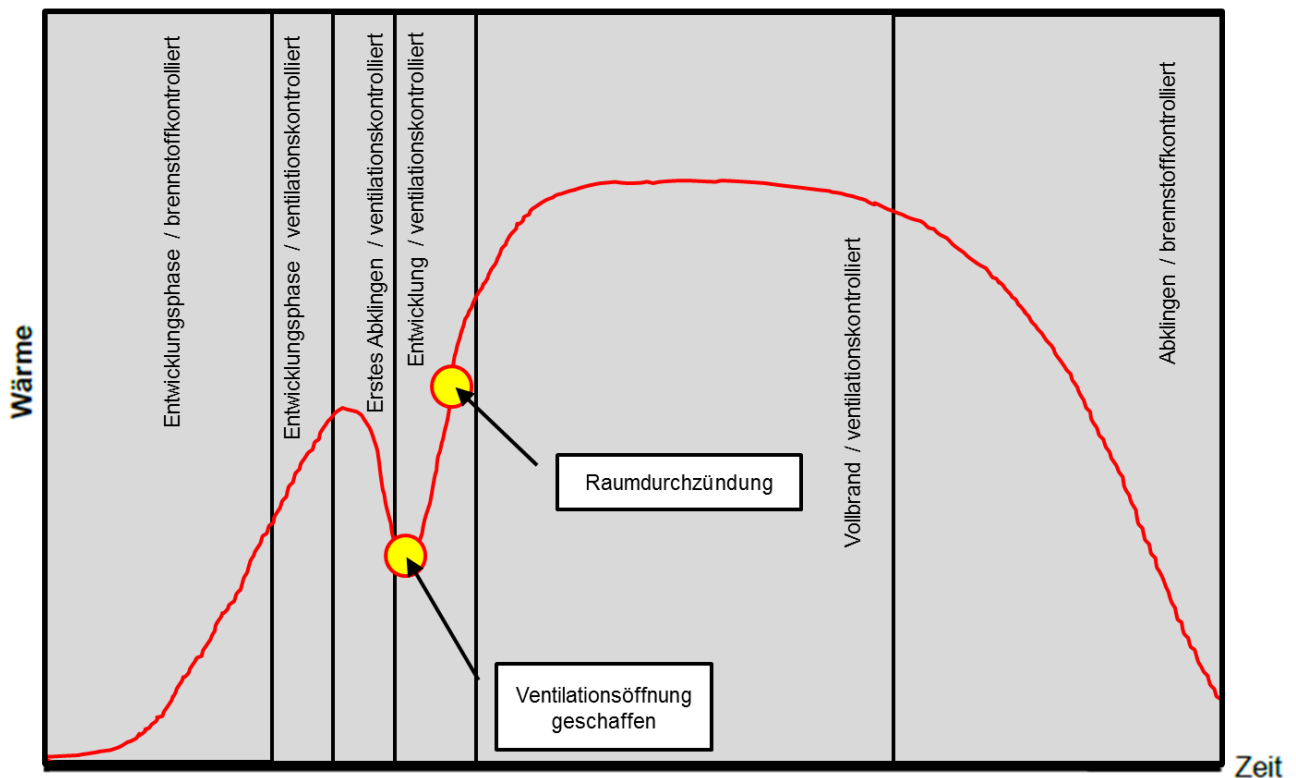 Entwicklungsphase / brennstoffkontrolliert
Entwicklungsphase / ventilationskontrolliert
Erstes Abklingen / ventilationskontrolliert
Entwicklung / ventilationskontrolliert
Vollbrand / ventilationskontrolliert
Abklingen / brennstoffkontrolliert
Wärme
Raumdurchzündung
Ventilationsöffnung
geschaffen
Zeit